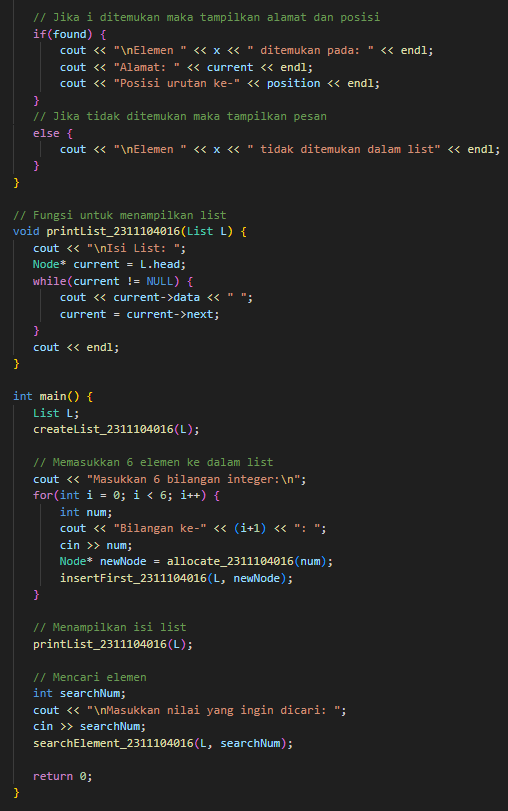 // Jika i ditemukan maka tampilkan alamat dan posisi
    if(found) {
        cout << "\nElemen " << x << " ditemukan pada: " << endl;
        cout << "Alamat: " << current << endl;
        cout << "Posisi urutan ke-" << position << endl;
    }
    // Jika tidak ditemukan maka tampilkan pesan
    else {
        cout << "\nElemen " << x << " tidak ditemukan dalam list" << endl;
    }
}

// Fungsi untuk menampilkan list
void printList_2311104016(List L) {
    cout << "\nIsi List: ";
    Node* current = L.head;
    while(current != NULL) {
        cout << current->data << " ";
        current = current->next;
    }
    cout << endl;
}

int main() {
    List L;
    createList_2311104016(L);

    // Memasukkan 6 elemen ke dalam list
    cout << "Masukkan 6 bilangan integer:\n";
    for(int i = 0; i < 6; i++) {
        int num;
        cout << "Bilangan ke-" << (i+1) << ": ";
        cin >> num;
        Node* newNode = allocate_2311104016(num);
        insertFirst_2311104016(L, newNode);
    }

    // Menampilkan isi list
    printList_2311104016(L);

    // Mencari elemen
    int searchNum;
    cout << "\nMasukkan nilai yang ingin dicari: ";
    cin >> searchNum;
    searchElement_2311104016(L, searchNum);

    return 0;
}